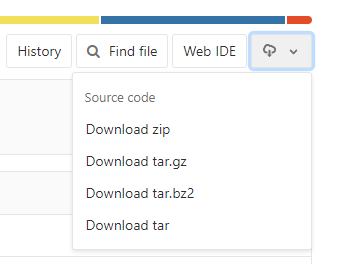 History Find file Web IDE
Source code
Download zip
Download tar.gz
Download tar.bz2
Download tar